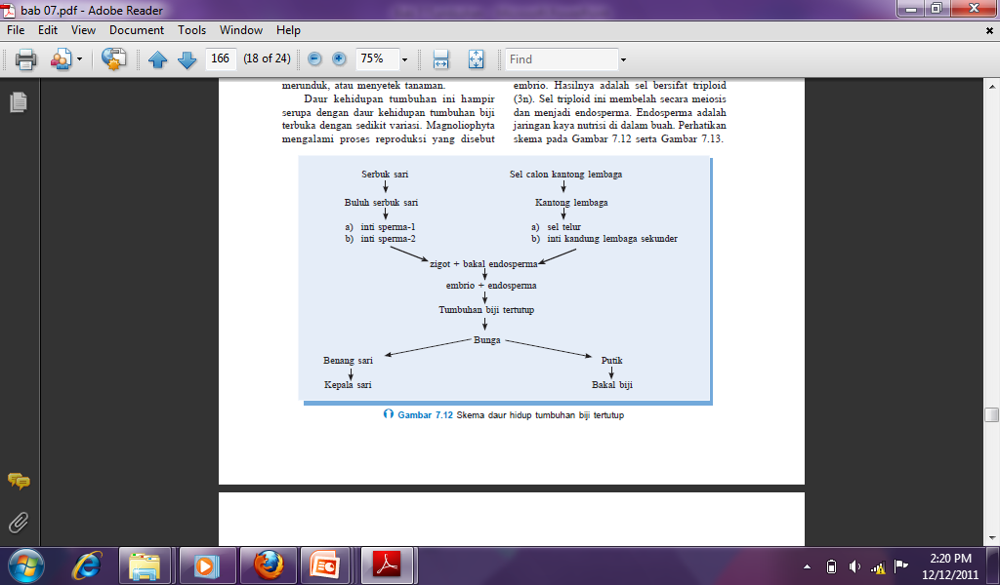 bab 07.pdf - Adobe Reader
File Edit View Document Tools Window Help
166 (18 of 24) 75% Find
merunduk, atau menyetek tanaman.
Daur kehidupan tumbuhan ini hampir
serupa dengan daur kehidupan tumbuhan biji
terbuka dengan sedikit variasi. Magnoliophyta
mengalami proses reproduksi yang disebut
embrio. Hasilnya adalah sel bersifat triploid
(3n). Sel triploid ini membelah secara meiosis
dan menjadi endosperma. Endosperma adalah
jaringan kaya nutrisi di dalam buah. Perhatikan
skema pada Gambar 7.12 serta Gambar 7.13.
Serbuk sari
Buluh serbuk sari
a) inti sperma-1
b) inti sperma-2
Sel calon kantong lembaga
Kantong lembaga
a) sel telur
b) inti kandung lembaga sekunder
zigot + bakal endosperma
embrio + endosperma
Tumbuhan biji tertutup
Bunga
Benang sari
Kepala sari
Putik
Bakal biji
Gambar 7.12 Skema daur hidup tumbuhan biji tertutup
2:20 PM
12/12/2011